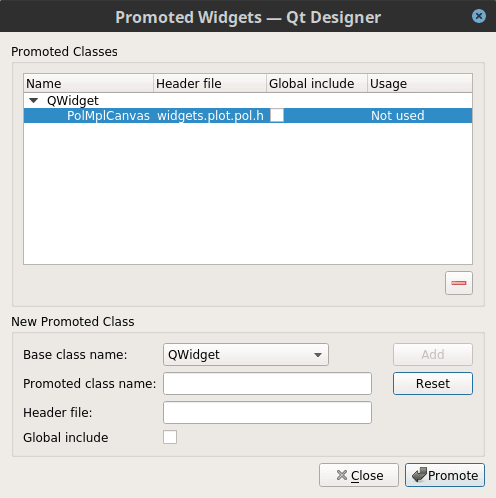 Promoted Widgets — Qt Designer
Promoted Classes
Name Header file Global include Usage
QWidget
PolMplCanvas widgets.plot.pol.h Not used
New Promoted Class
Base class name: QWidget Add
Promoted class name: Reset
Header file:
Global include
Close Promote